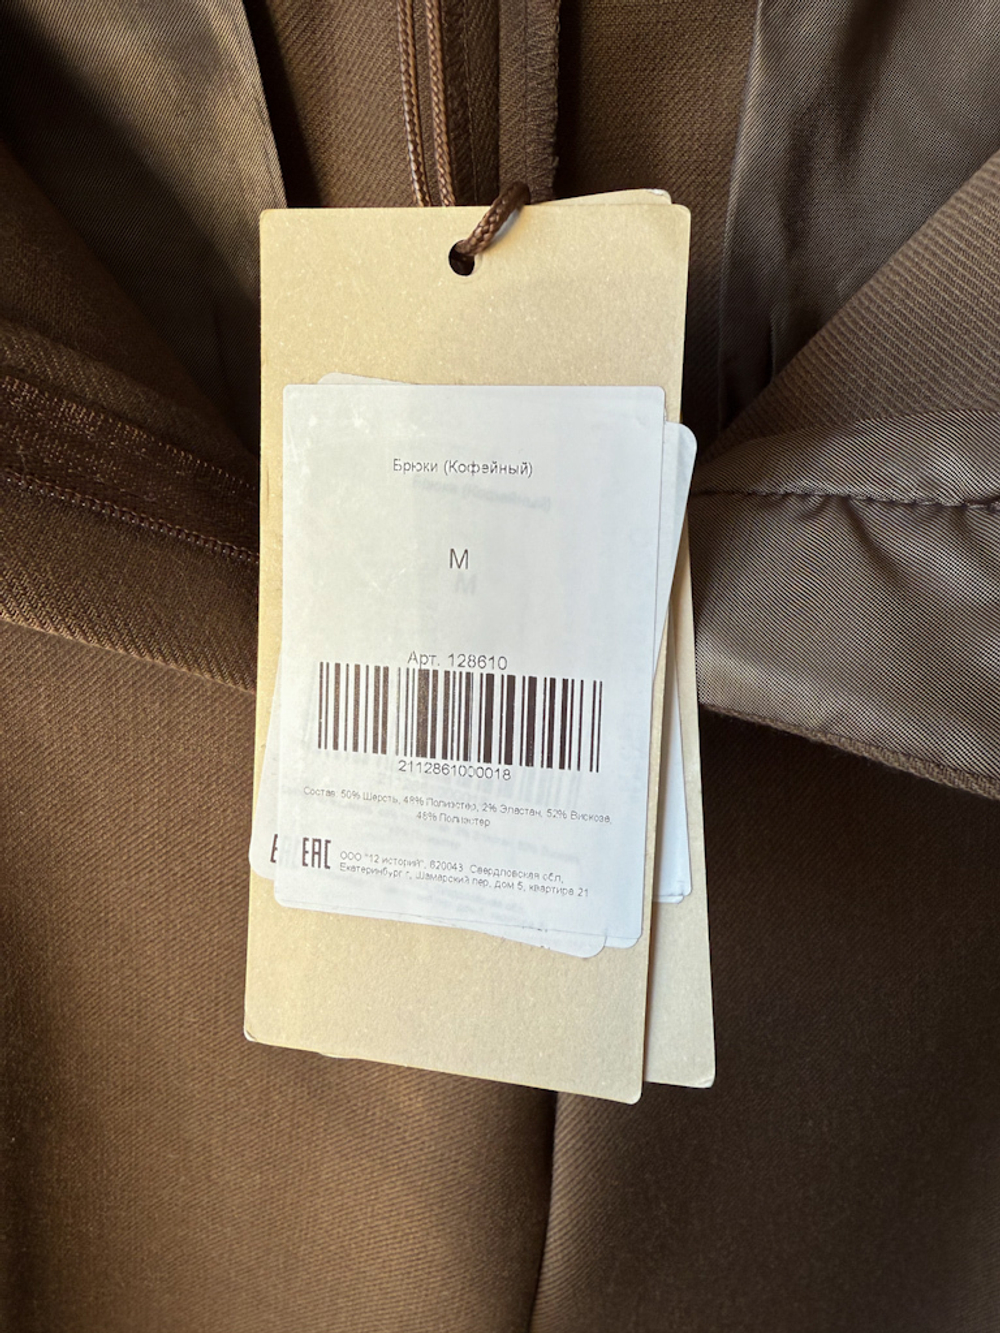 Брюки (Кофейный)
M
Арт. 128610
2112861000018
Состав: 50% Шерсть, 48% Полиэстер, 2% Эластан, 52% Вискоза,
48% Полиэстер
EAC
ООО "12 историй", 620043, Свердловская обл,
Екатеринбург г, Шамарский пер, дом 5, квартира 21